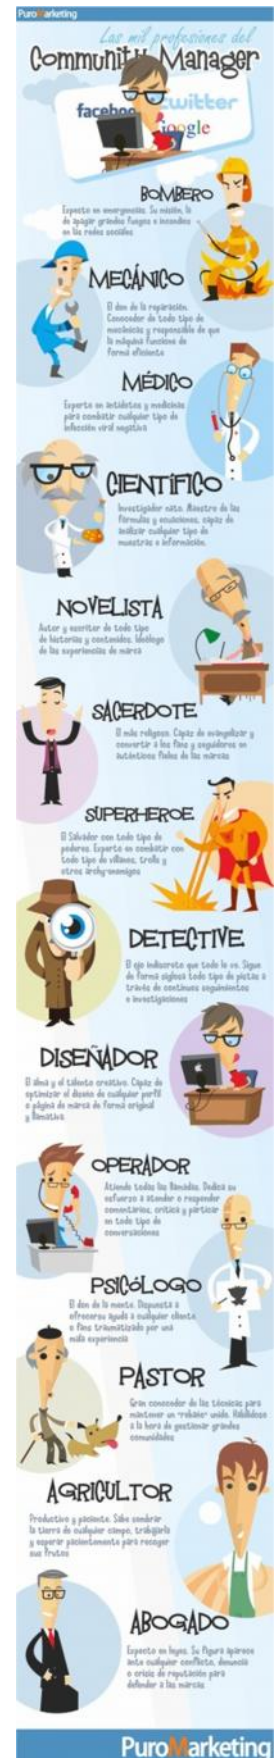 PuroMarketing
Las mil profesiones del
Community Manager
faceboo
twitter
google
BOMBERO
Experto en emergencias. Su misión, la
de apagar grandes fuegos e incendios
en las redes sociales
MECÁNICO
El don de la reparación.
Conocedor de todo tipo de
mecánicas y responsable de que
la máquina funcione de
forma eficiente
MÉDICO
Experto en antídotos y medicinas
para combatir cualquier tipo de
infección viral negativa
CIENTÍFICO
Investigador nato. Maestro de las
fórmulas y ecuaciones, capaz de
analizar cualquier tipo de
muestras e información.
NOVELISTA
Autor y escritor de todo tipo
de historias y contenidos. Ideólogo
de las experiencias de marca
SACERDOTE
El más religioso. Capaz de evangelizar y
convertir a los fans y seguidores en
auténticos fieles de las marcas
SUPERHEROE
El Salvador con todo tipo de
poderes. Experto en combatir con
todo tipo de villanos, trolls y
otros archy-enemigos
DETECTIVE
El ojo indiscreto que todo lo ve. Sigue
de forma sigilosa todo tipo de pistas a
través de continuos seguimientos
e investigaciones
DISEÑADOR
El alma y el talento creativo. Capaz de
optimizar el diseño de cualquier perfil
o página de marca de forma original
y llamativa.
OPERADOR
Atiende todas las llamadas. Dedica su
esfuerzo a atender o responder
comentarios, crítica y participar
en todo tipo de
conversaciones
PSICÓLOGO
El don de la mente. Dispuesta a
ofrecerse ayuda a cualquier cliente
o fans traumatizado por una
mala experiencia
PASTOR
Gran conocedor de las técnicas para
mantener un "rebaño" unido. Habilidoso
a la hora de gestionar grandes
comunidades
AGRICULTOR
Productivo y paciente. Sabe sembrar
la tierra de cualquier campo, trabajarla
y esperar pacientemente para recoger
sus frutos
ABOGADO
Experto en leyes. Su figura aparece
ante cualquier conflicto, denuncia
o crisis de reputación para
defender a las marcas
PuroMarketing